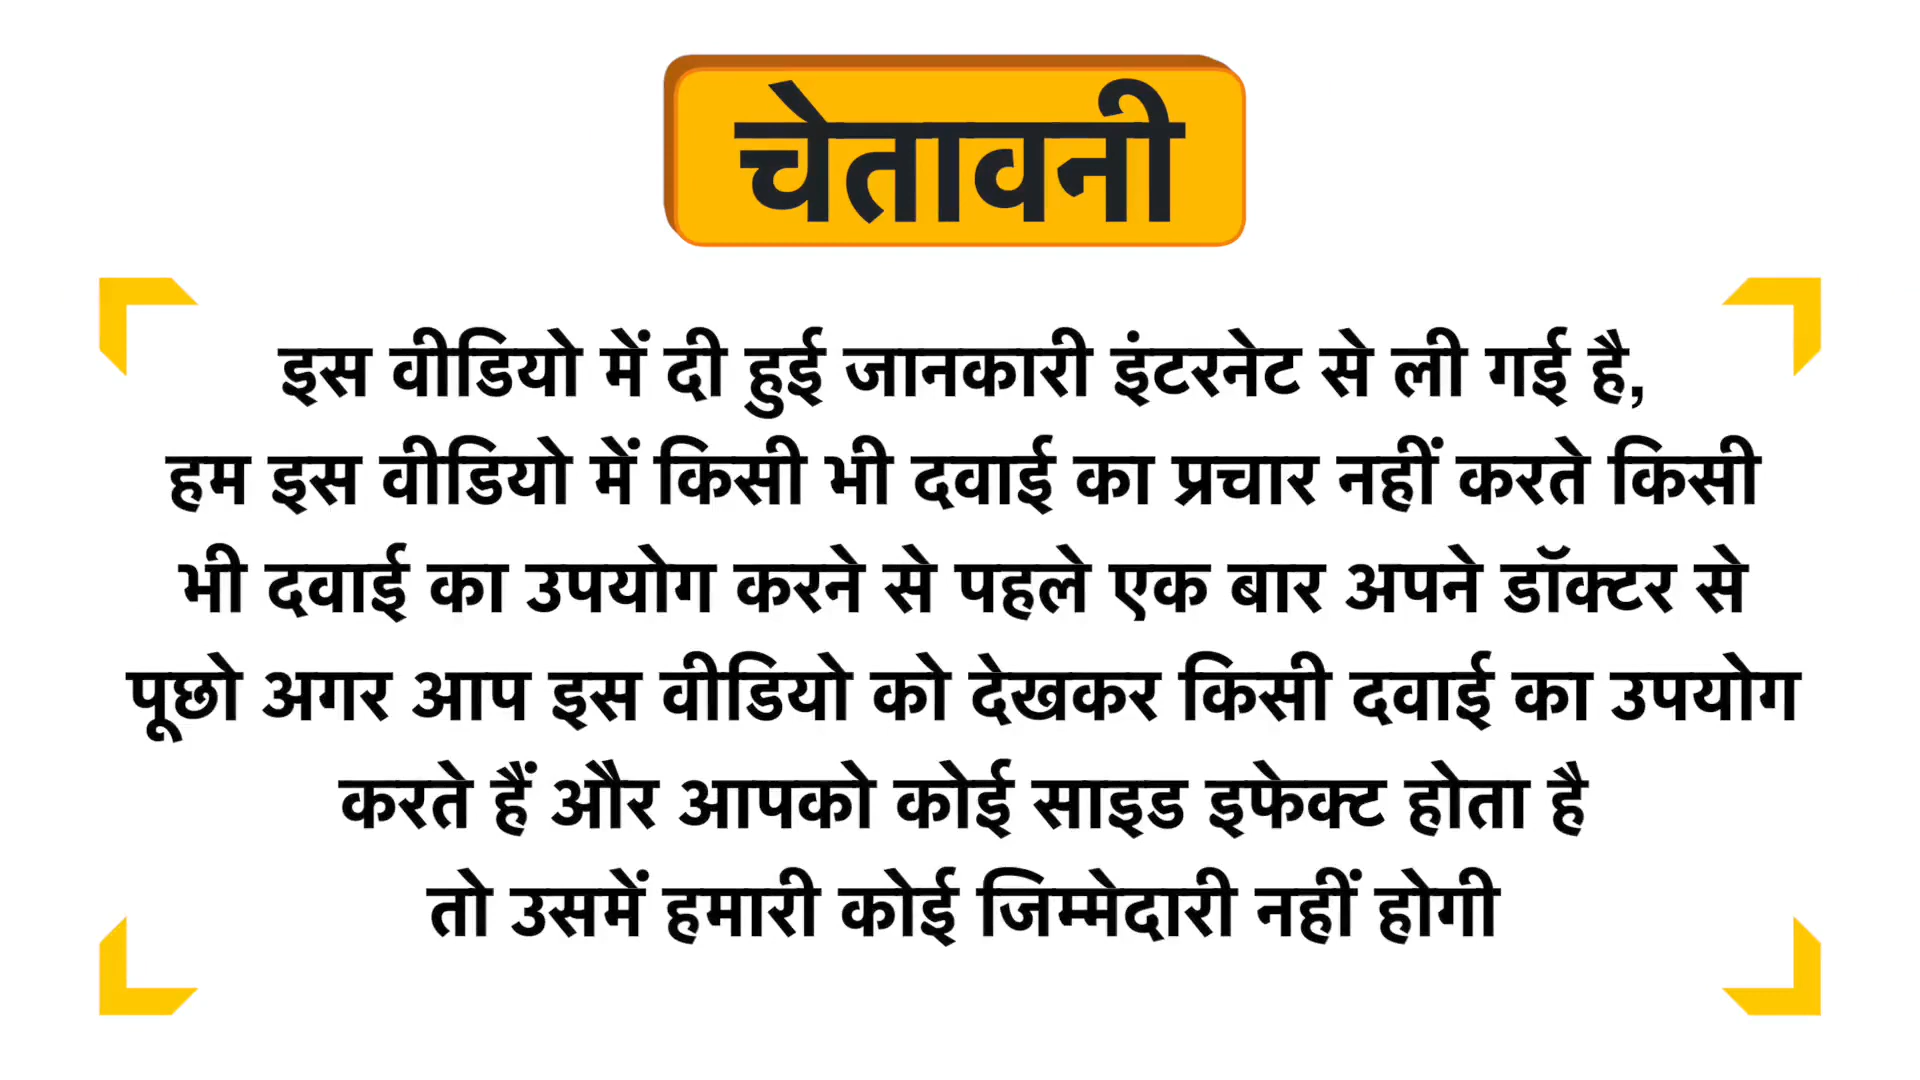 चेतावनी
इस वीडियो में दी हुई जानकारी इंटरनेट से ली गई है,
हम इस वीडियो में किसी भी दवाई का प्रचार नहीं करते किसी
भी दवाई का उपयोग करने से पहले एक बार अपने डॉक्टर से
पूछो अगर आप इस वीडियो को देखकर किसी दवाई का उपयोग
करते हैं और आपको कोई साइड इफेक्ट होता है
तो उसमें हमारी कोई जिम्मेदारी नहीं होगी